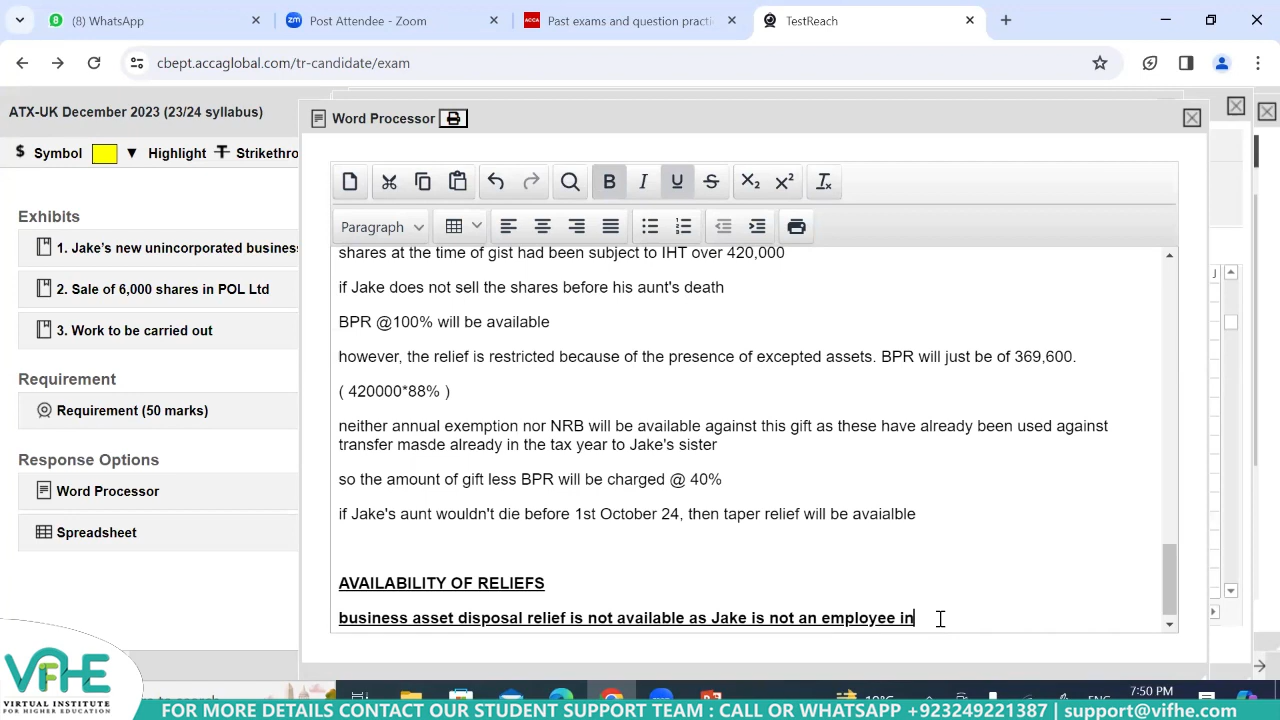 (8) WhatsApp
Post Attendee - Zoom
ACCA
Past exams and question practi
TestReach
cbept.accaglobal.com/tr-candidate/exam
ATX-UK December 2023 (23/24 syllabus)
Word Processor
$ Symbol
Highlight
T Strikethro
B I U S X₂ X² Tx
Exhibits
Paragraph
1. Jake's new unincorporated business
shares at the time of gist had been subject to IHT over 420,000
J
2. Sale of 6,000 shares in POL Ltd
if Jake does not sell the shares before his aunt's death
3. Work to be carried out
BPR @100% will be available
however, the relief is restricted because of the presence of excepted assets. BPR will just be of 369,600.
Requirement
( 420000*88% )
Requirement (50 marks)
neither annual exemption nor NRB will be available against this gift as these have already been used against
transfer masde already in the tax year to Jake's sister
Response Options
so the amount of gift less BPR will be charged @ 40%
Word Processor
if Jake's aunt wouldn't die before 1st October 24, then taper relief will be avaialble
Spreadsheet
AVAILABILITY OF RELIEFS
business asset disposal relief is not available as Jake is not an employee in
VFHE
VIRTUAL INSTITUTE
FOR HIGHER EDUCATION
to search
ENG
7:50 PM
FOR MORE DETAILS CONTACT OUR STUDENT SUPPORT TEAM : CALL OR WHATSAPP +923249221387 | support@vifhe.com